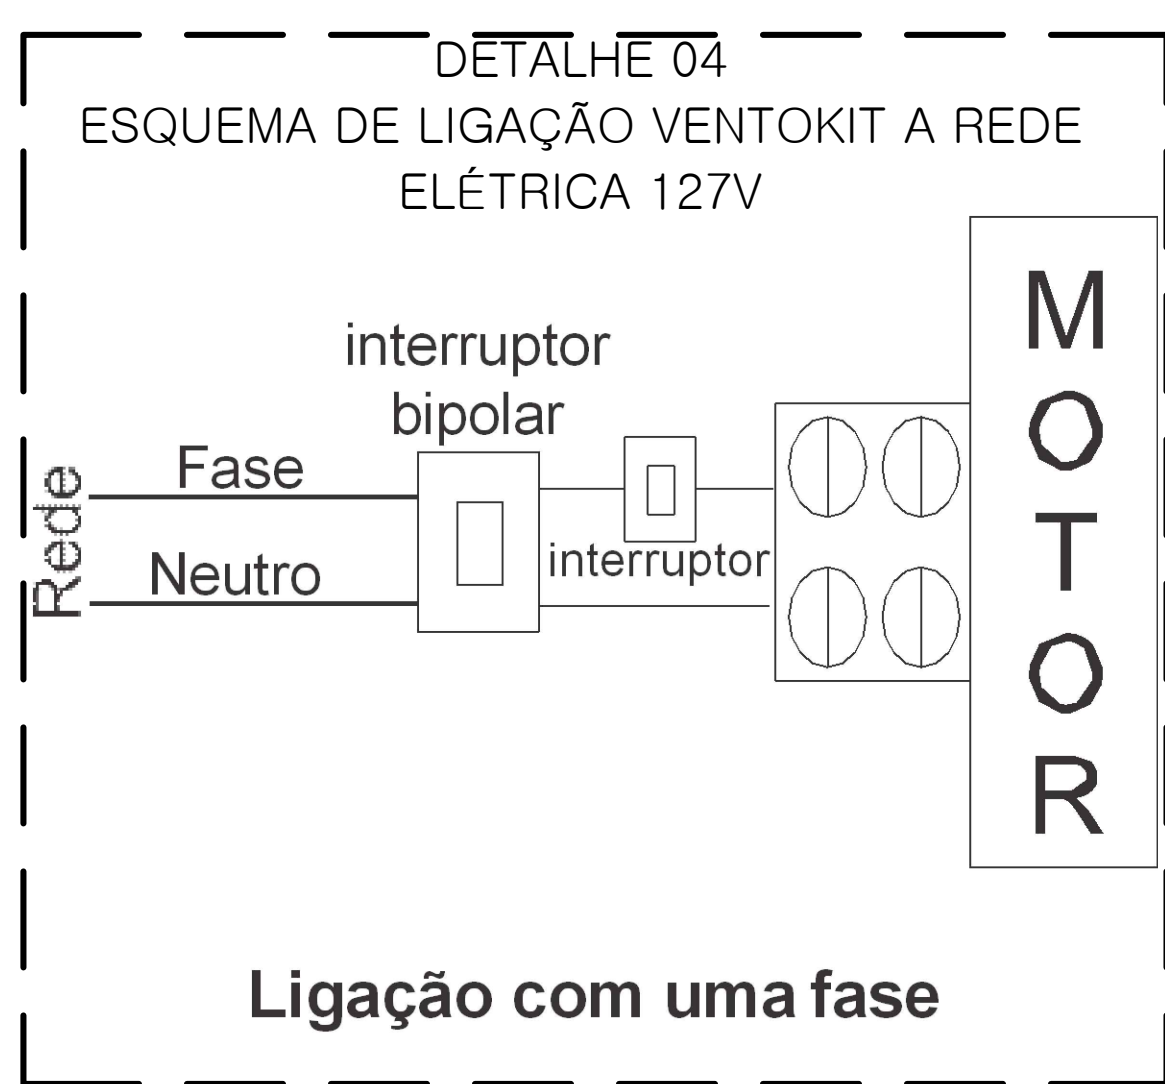 DETALHE 04
ESQUEMA DE LIGAÇÃO VENTOKIT A REDE
ELÉTRICA 127V
interruptor
bipolar
Rede
Fase
Neutro
interruptor
MOTOR
Ligação com uma fase